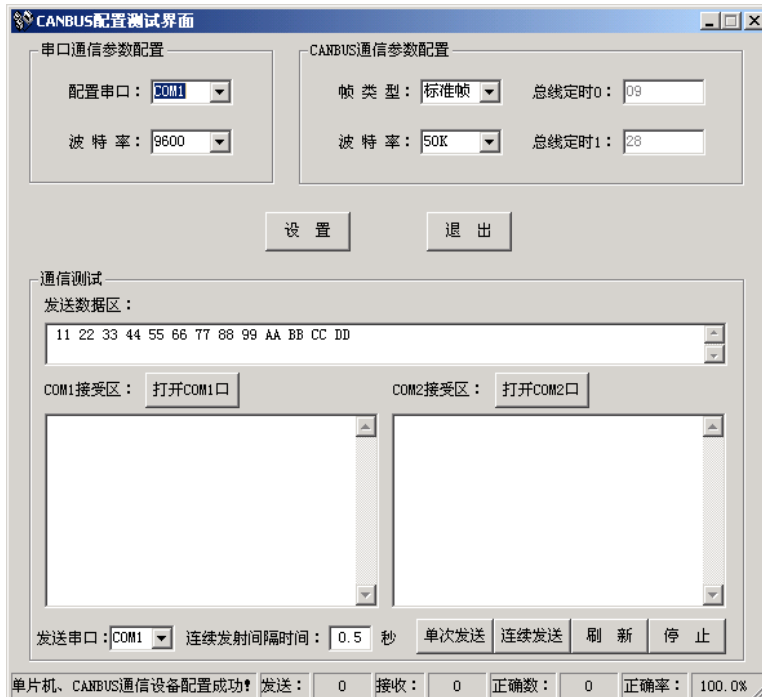 CANBUS配置测试界面
串口通信参数配置
CANBUS通信参数配置
配置串口： COM1
帧 类 型： 标准帧
总线定时0： 09
波 特 率： 9600
波 特 率： 50K
总线定时1： 28
设 置
退 出
通信测试
发送数据区：
11 22 33 44 55 66 77 88 99 AA BB CC DD
COM1接受区： 打开COM1口
COM2接受区： 打开COM2口
发送串口：COM1 连续发射间隔时间： 0.5 秒 单次发送 连续发送 刷 新 停 止
单片机、CANBUS通信设备配置成功! 发送： 0 接收： 0 正确数： 0 正确率： 100.0%